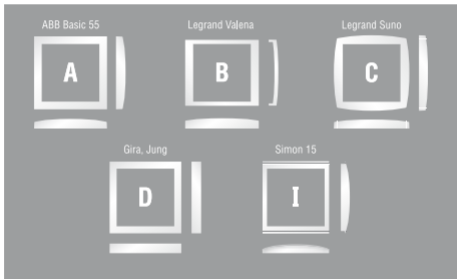 ABB Basic 55
Legrand Valena
Legrand Suno
A
B
C
Gira, Jung
Simon 15
D
I